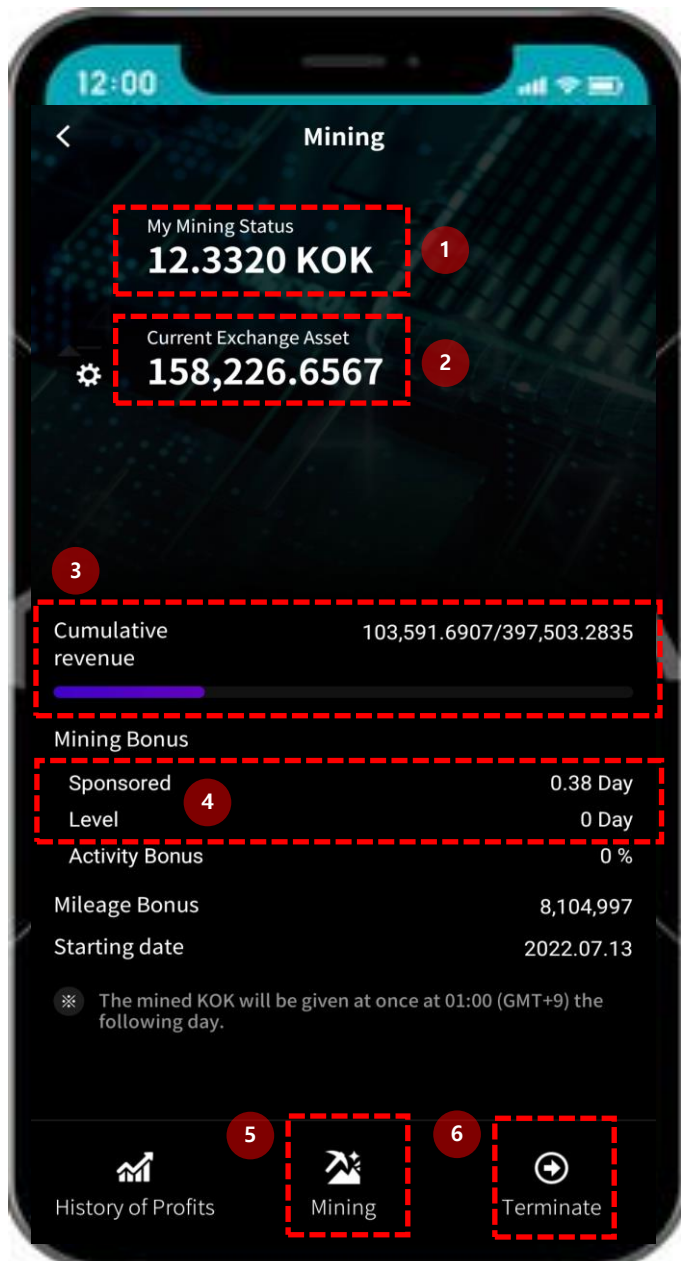 12:00
Mining
My Mining Status
12.3320 KOK
1
Current Exchange Asset
158,226.6567
2
3
Cumulative
revenue
103,591.6907/397,503.2835
Mining Bonus
Sponsored 0.38 Day
4
Level 0 Day
Activity Bonus 0 %
Mileage Bonus 8,104,997
Starting date 2022.07.13
※ The mined KOK will be given at once at 01:00 (GMT+9) the
following day.
5
6
History of Profits Mining Terminate